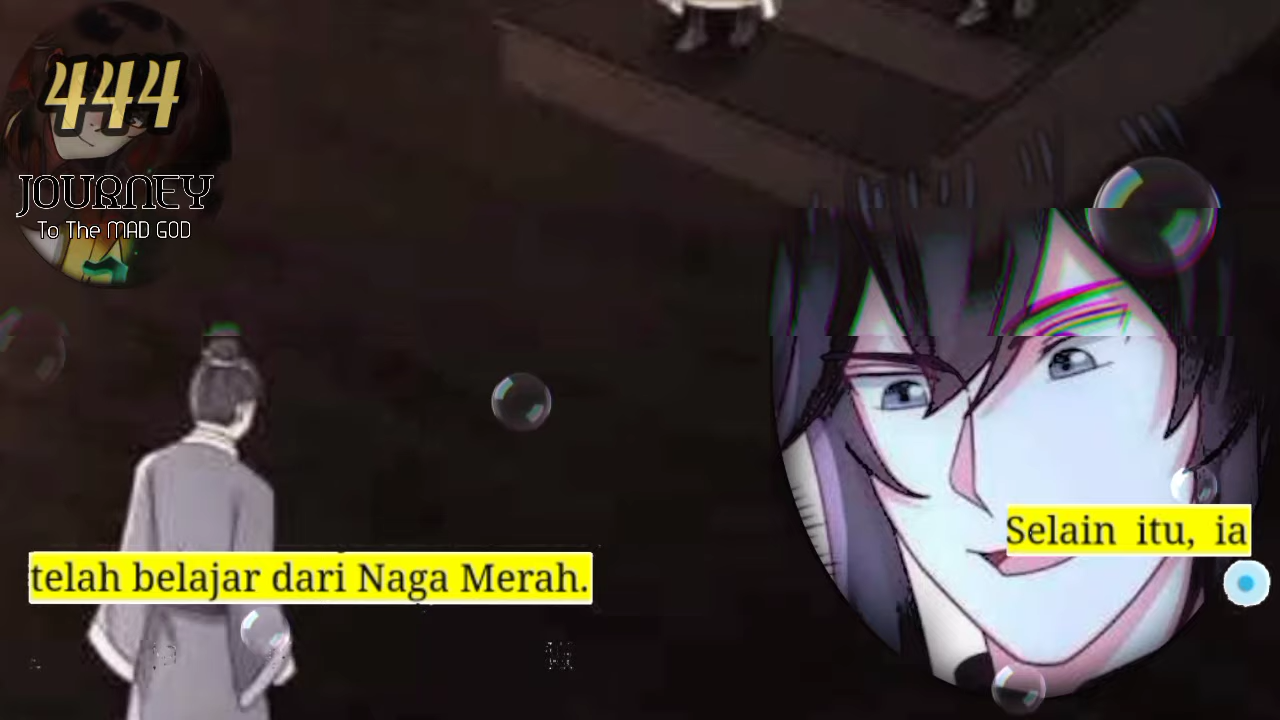 444
JOURNEY
To The MAD GOD
Selain itu, ia
telah belajar dari Naga Merah.